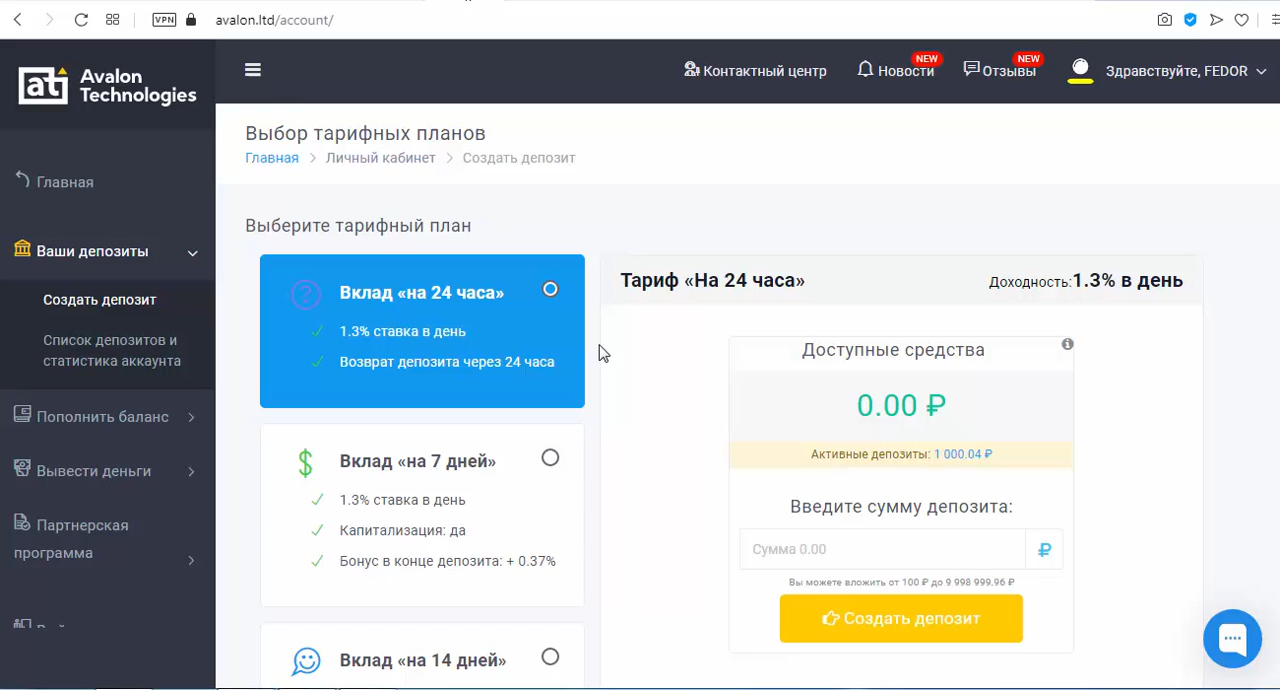 VPN
avalon.ltd/account/
Avalon
Technologies
Контактный центр
Новости
NEW
Отзывы
NEW
Здравствуйте, FEDOR
Главная
Ваши депозиты
Создать депозит
Список депозитов и
статистика аккаунта
Пополнить баланс
Вывести деньги
Партнерская
программа
Выбор тарифных планов
Главная > Личный кабинет > Создать депозит
Выберите тарифный план
Вклад «на 24 часа»
1.3% ставка в день
Возврат депозита через 24 часа
Вклад «на 7 дней»
1.3% ставка в день
Капитализация: да
Бонус в конце депозита: + 0.37%
Вклад «на 14 дней»
Тариф «На 24 часа»
Доходность:1.3% в день
Доступные средства
0.00 ₽
Активные депозиты: 1 000.04 ₽
Введите сумму депозита:
Сумма 0.00 ₽
Вы можете вложить от 100 ₽ до 9 998 999.96 ₽
Создать депозит